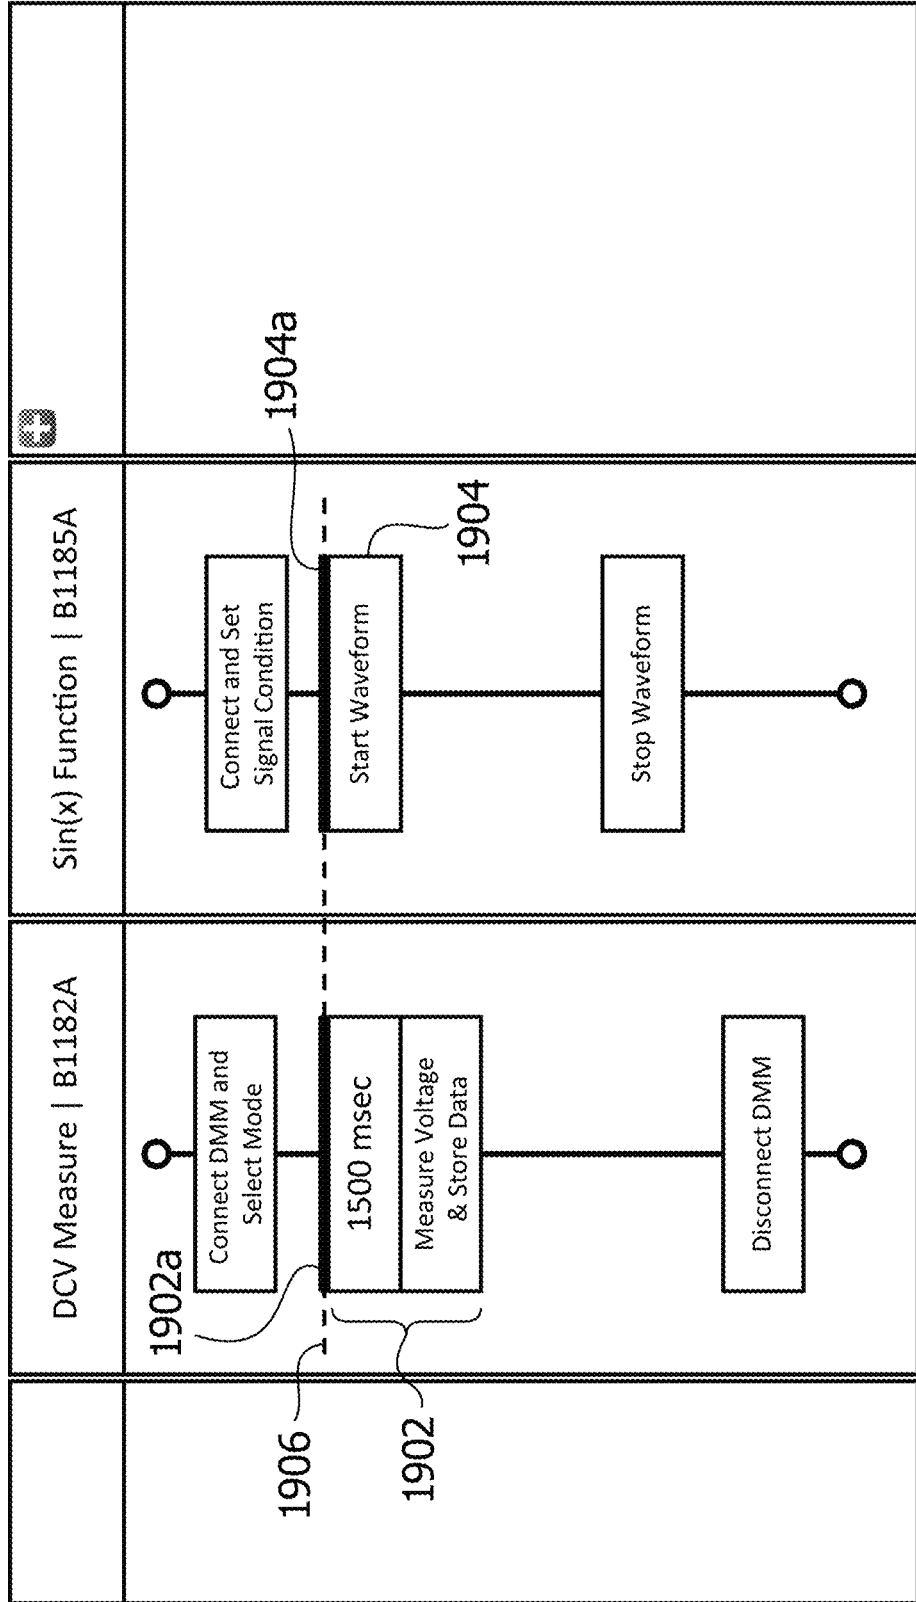 DCV Measure | B1182A
Sin(x) Function | B1185A
1902a
Connect DMM and
Select Mode
Connect and Set
Signal Condition
1904a
1906
1500 msec
Start Waveform
1902
Measure Voltage
& Store Data
1904
Stop Waveform
Disconnect DMM